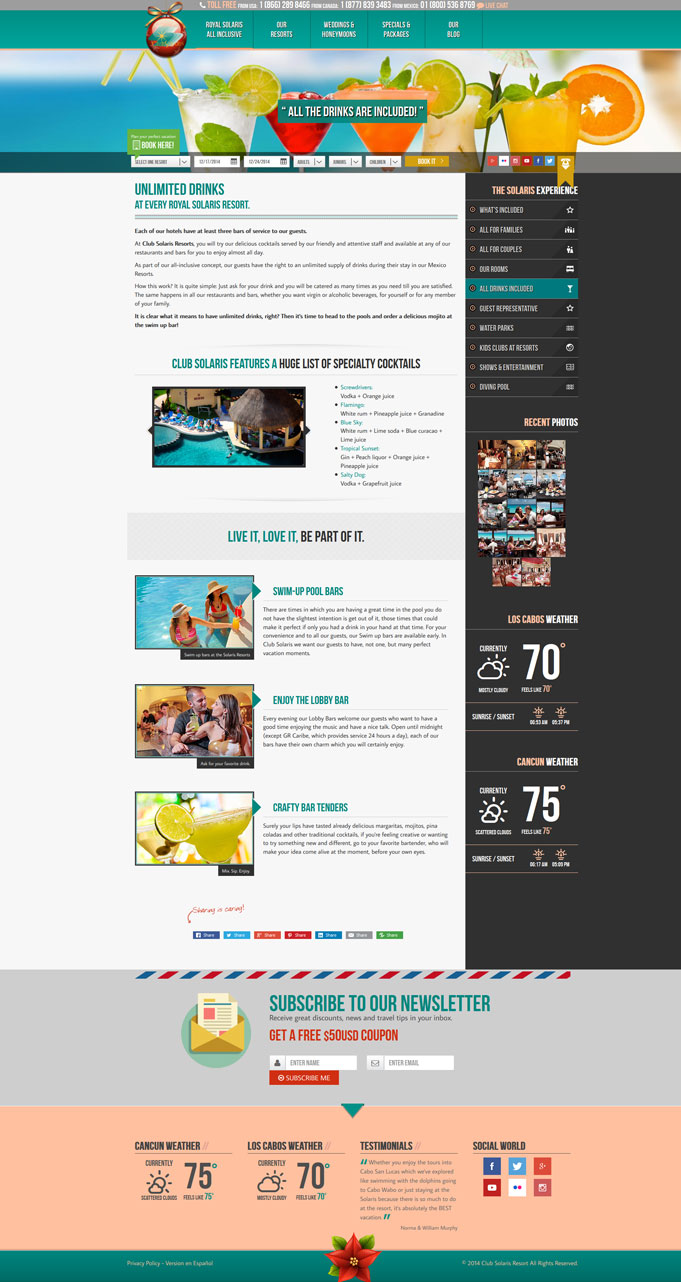 TOLL FREE FROM USA: 1 (866) 289 8466 FROM CANADA: 1 (877) 839 3483 FROM MEXICO: 01 (800) 536 8769 LIVE CHAT
ROYAL SOLARIS
ALL INCLUSIVE
OUR
RESORTS
WEDDINGS &
HONEYMOONS
SPECIALS &
PACKAGES
OUR
BLOG
“ ALL THE DRINKS ARE INCLUDED! ”
Plan your perfect vacation
BOOK HERE!
SELECT ONE RESORT
12/17/2014
12/24/2014
ADULTS
JUNIORS
CHILDREN
BOOK IT
UNLIMITED DRINKS
AT EVERY ROYAL SOLARIS RESORT.
Each of our hotels have at least three bars of service to our guests.
At Club Solaris Resorts, you will try our delicious cocktails served by our friendly and attentive staff and available at any of our
restaurants and bars for you to enjoy almost all day.
As part of our all-inclusive concept, our guests have the right to an unlimited supply of drinks during their stay in our Mexico
Resorts.
How this work? It is quite simple: Just ask for your drink and you will be catered as many times as you need till you are satisfied.
The same happens in all our restaurants and bars, whether you want virgin or alcoholic beverages, for yourself or for any member
of your family.
It is clear what it means to have unlimited drinks, right? Then it's time to head to the pools and order a delicious mojito at
the swim up bar!
CLUB SOLARIS FEATURES A HUGE LIST OF SPECIALTY COCKTAILS
Screwdrivers:
Vodka + Orange juice
Flamingo:
White rum + Pineapple juice + Granadine
Blue Sky:
White rum + Lime soda + Blue curacao +
Lime juice
Tropical Sunset:
Gin + Peach liquor + Orange juice +
Pineapple juice
Salty Dog:
Vodka + Grapefruit juice
LIVE IT, LOVE IT, BE PART OF IT.
SWIM-UP POOL BARS
There are times in which you are having a great time in the pool you do
not have the slightest intention is get out of it, those times that could
make it perfect if only you had a drink in your hand at that time. For your
convenience and to all our guests, our Swim up bars are available early. In
Club Solaris we want our guests to have, not one, but many perfect
vacation moments.
Swim up bars at the Solaris Resorts
ENJOY THE LOBBY BAR
Every evening our Lobby Bars welcome our guests who want to have a
good time enjoying the music and have a nice talk. Open until midnight
(except GR Caribe, which provides service 24 hours a day), each of our
bars have their own charm which you will certainly enjoy.
Ask for your favorite drink.
CRAFTY BAR TENDERS
Surely your lips have tasted already delicious margaritas, mojitos, pina
coladas and other traditional cocktails, if you're feeling creative or wanting
to try something new and different, go to your favorite bartender, who will
make your idea come alive at the moment, before your own eyes.
Mix. Sip. Enjoy.
Sharing is caring!
Share
Share
Share
Share
Share
Share
Share
THE SOLARIS EXPERIENCE
WHAT'S INCLUDED
ALL FOR FAMILIES
ALL FOR COUPLES
OUR ROOMS
ALL DRINKS INCLUDED
GUEST REPRESENTATIVE
WATER PARKS
KIDS CLUBS AT RESORTS
SHOWS & ENTERTAINMENT
DIVING POOL
RECENT PHOTOS
LOS CABOS WEATHER
CURRENTLY
70°
MOSTLY CLOUDY
FEELS LIKE 70°
SUNRISE / SUNSET
00:53 AM
05:37 PM
CANCUN WEATHER
CURRENTLY
75°
SCATTERED CLOUDS
FEELS LIKE 75°
SUNRISE / SUNSET
00:17 AM
05:09 PM
SUBSCRIBE TO OUR NEWSLETTER
Receive great discounts, news and travel tips in your inbox.
GET A FREE $50USD COUPON
ENTER NAME
ENTER EMAIL
SUBSCRIBE ME
CANCUN WEATHER //
CURRENTLY
75°
SCATTERED CLOUDS
FEELS LIKE 75°
LOS CABOS WEATHER //
CURRENTLY
70°
MOSTLY CLOUDY
FEELS LIKE 70°
TESTIMONIALS //
Whether you enjoy the tours into
Cabo San Lucas which we've explored
like swimming with the dolphins going
to Cabo Wabo or just staying at the
Solaris because there is so much to do
at the resort, it's absolutely the BEST
vacation.
Norma & William Murphy
SOCIAL WORLD
Privacy Policy - Version en Español
© 2014 Club Solaris Resort All Rights Reserved.